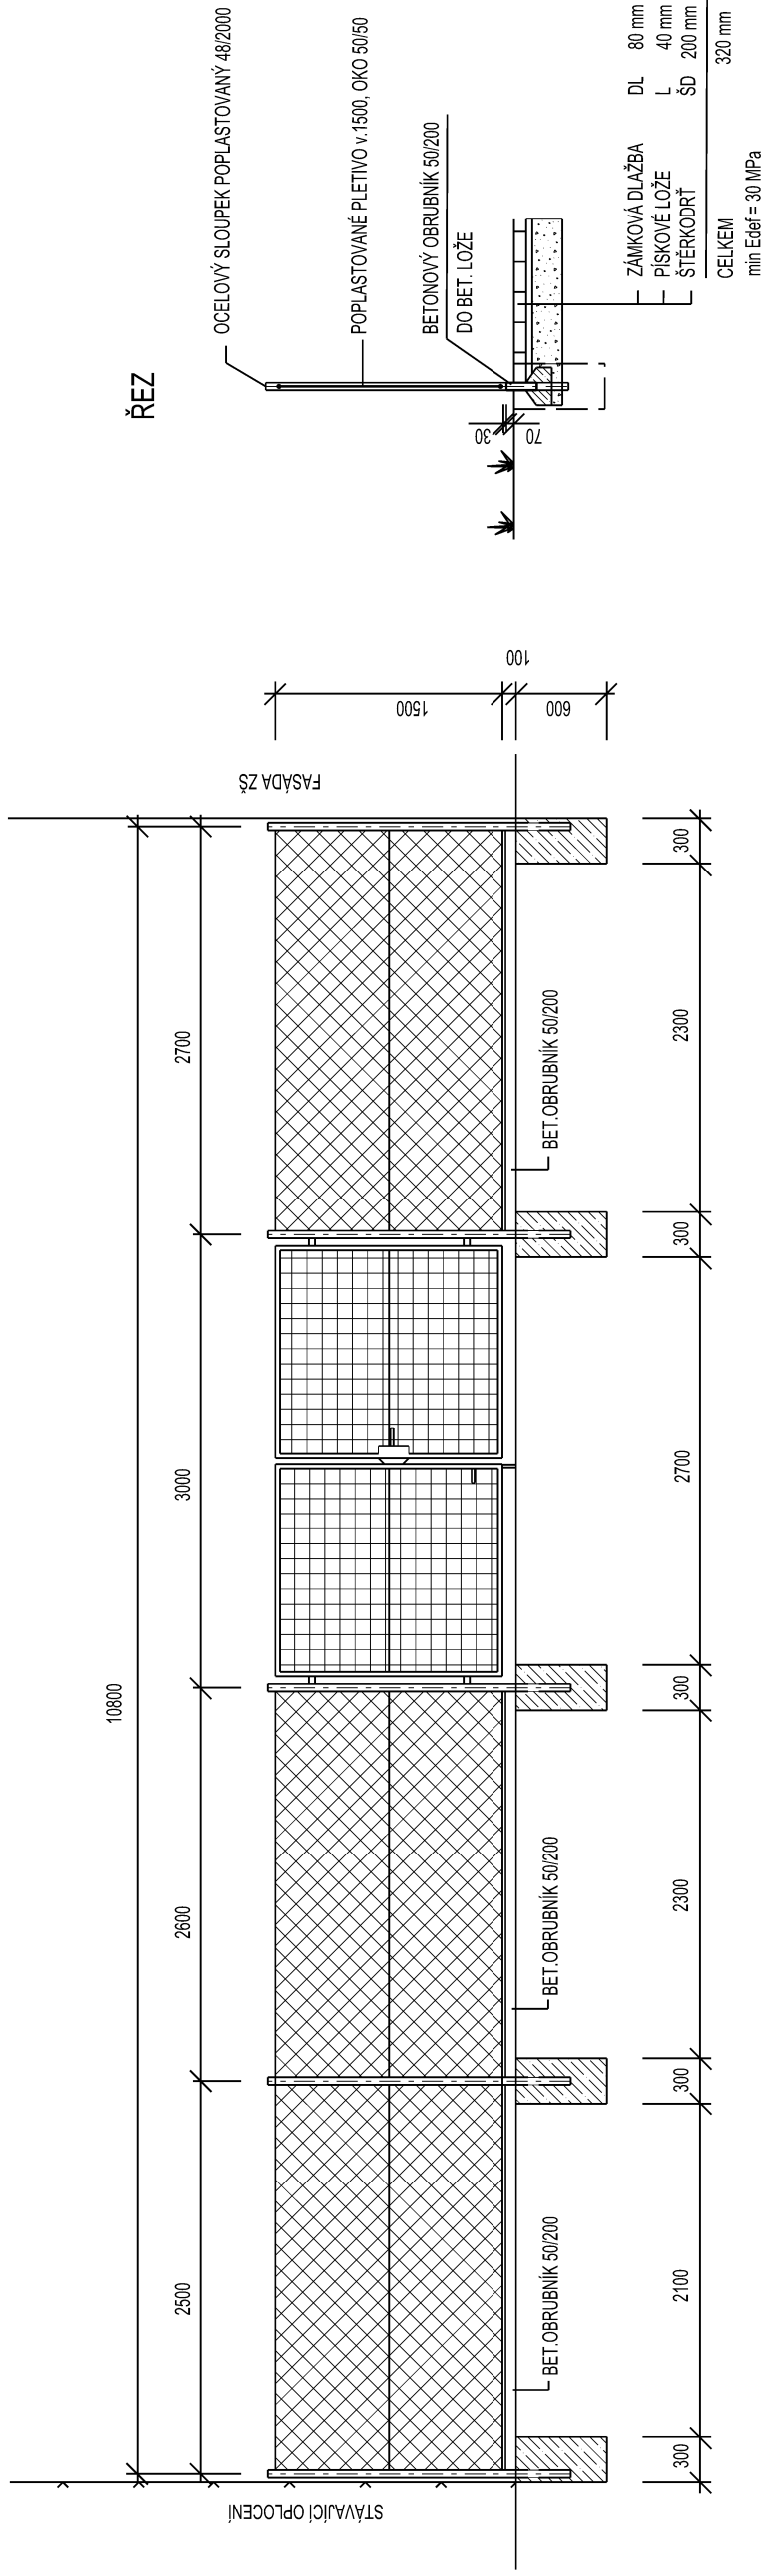 ŘEZ
OCELOVÝ SLOUPEK POPLASTOVANÝ 48/2000
POPLASTOVANÉ PLETIVO v.1500, OKO 50/50
BETONOVÝ OBRUBNÍK 50/200
DO BET. LOŽE
30
70
ZÁMKOVÁ DLAŽBA DL 80 mm
PÍSKOVÉ LOŽE L 40 mm
ŠTĚRKODRŤ ŠD 200 mm
CELKEM 320 mm
min Edef = 30 MPa
10800
2500
2600
3000
2700
STÁVAJÍCÍ OPLOCENÍ
FASÁDA ZŠ
1500
100
600
BET.OBRUBNÍK 50/200
BET.OBRUBNÍK 50/200
BET.OBRUBNÍK 50/200
300
2100
300
2300
300
2700
300
2300
300